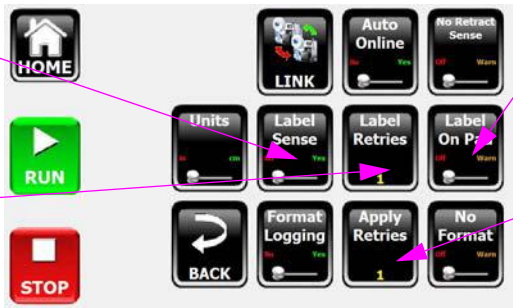 HOME
LINK
Auto
Online
No Yes
No Retract
Sense
Off Warn
RUN
Units
in cm
Label
Sense
Yes
Label
Retries
1
Label
On Pad
Off Warn
STOP
BACK
Format
Logging
No Yes
Apply
Retries
1
No
Format
Off Warn